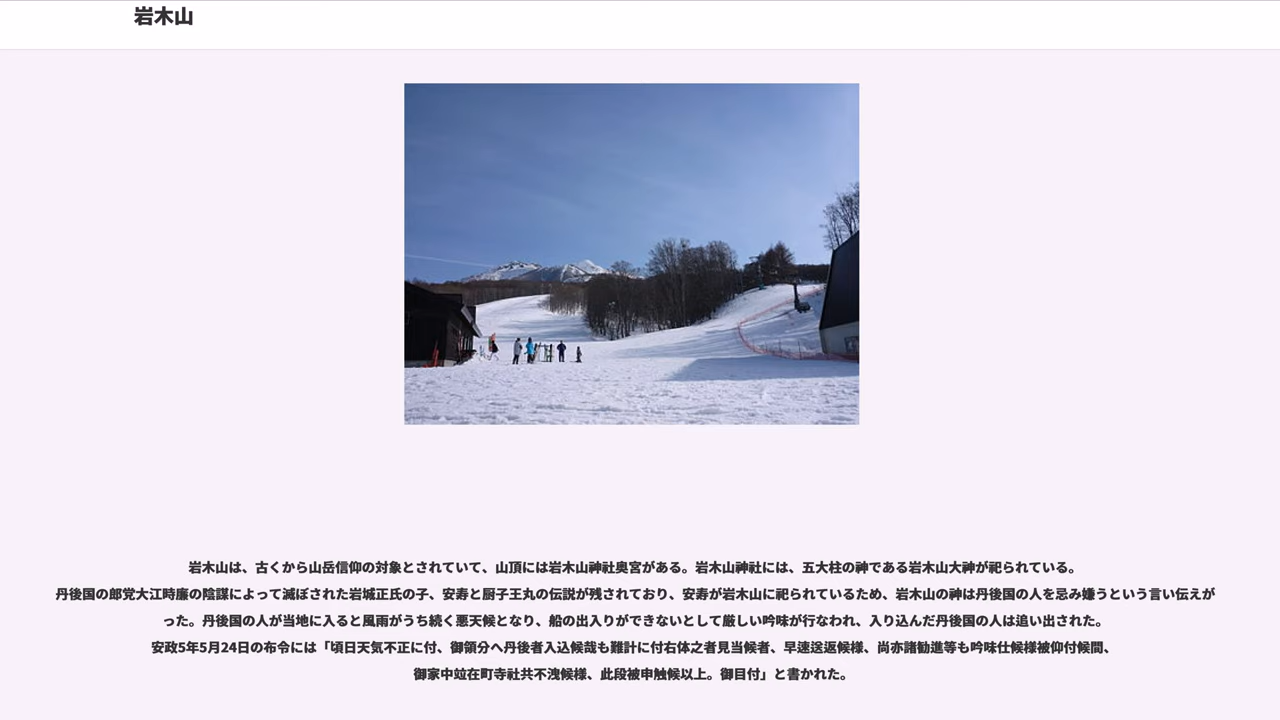 岩木山
岩木山は、古くから山岳信仰の対象とされていて、山頂には岩木山神社奥宮がある。岩木山神社には、五大柱の神である岩木山大神が祀られている。
丹後国の郎党大江時廉の陰謀によって滅ぼされた岩城正氏の子、安寿と厨子王丸の伝説が残されており、安寿が岩木山に祀られているため、岩木山の神は丹後国の人を忌み嫌うという言い伝えが
った。丹後国の人が当地に入ると風雨がうち続く悪天候となり、船の出入りができないとして厳しい吟味が行なわれ、入り込んだ丹後国の人は追い出された。
安政5年5月24日の布令には「頃日天気不正に付、御領分へ丹後者入込候哉も難計に付右体之者見当候者、早速送返候様、尚亦諸勧進等も吟味仕候様被仰付候間、
御家中竝在町寺社共不洩候様、此段被申触候以上。御目付」と書かれた。